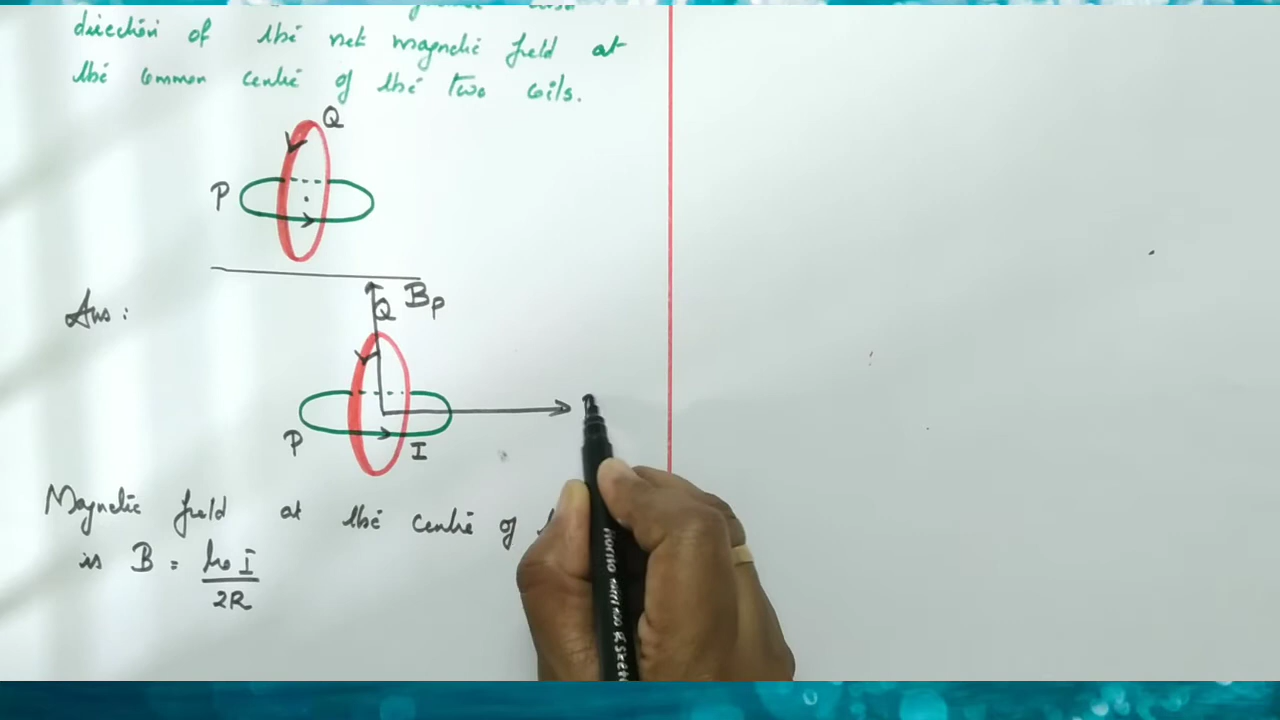 direction of the net magnetic field at
the common centre of the two coils.
Q
P
Ans:
Q Bp
P I
Magnetic field at the centre of
is B = μ₀I
2R